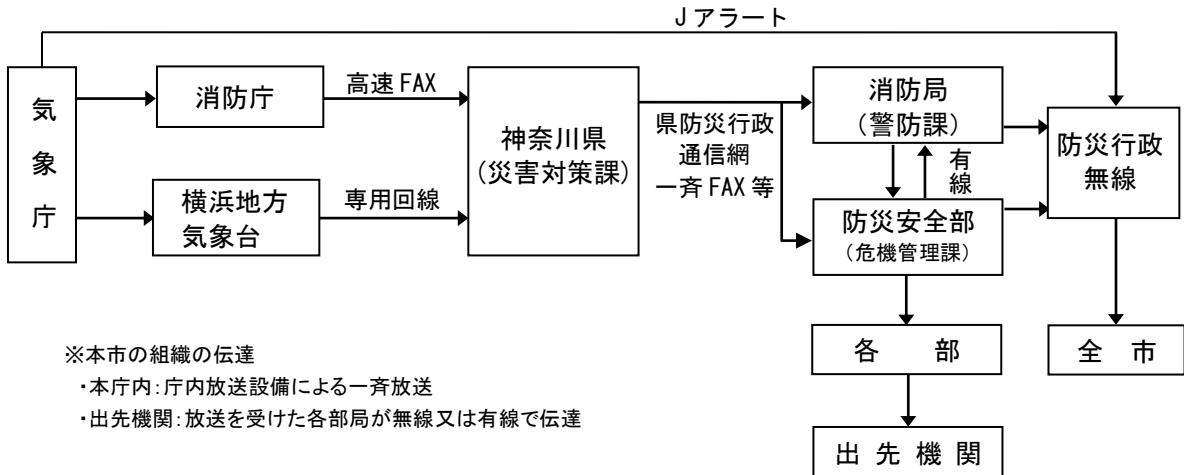 Jアラート
気象庁
消防庁
高速 FAX
横浜地方
気象台
専用回線
神奈川県
(災害対策課)
県防災行政
通信網
一斉 FAX 等
消防局
(警防課)
有線
防災安全部
(危機管理課)
防災行政
無線
各 部
全 市
出 先 機 関
※本市の組織の伝達
・本庁内:庁内放送設備による一斉放送
・出先機関:放送を受けた各部局が無線又は有線で伝達